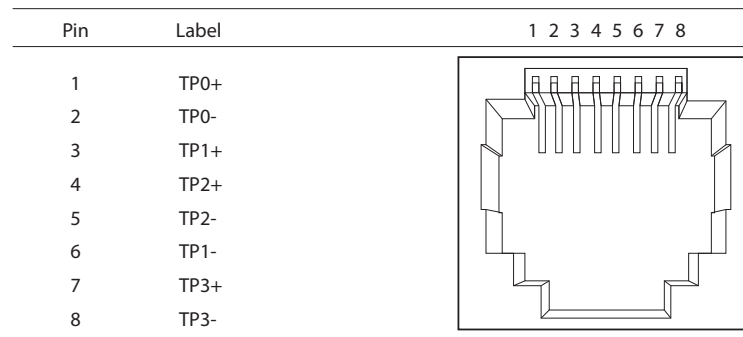 Pin Label 1 2 3 4 5 6 7 8
1 TP0+
2 TP0-
3 TP1+
4 TP2+
5 TP2-
6 TP1-
7 TP3+
8 TP3-